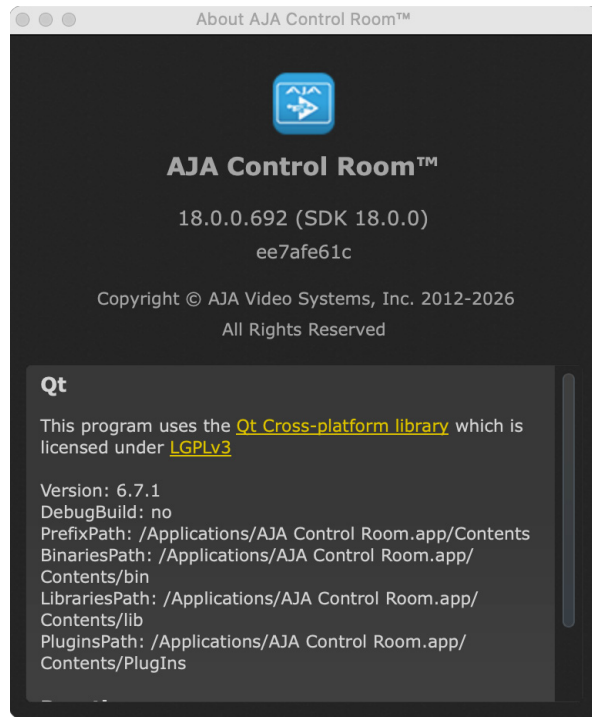 About AJA Control Room™
AJA
AJA Control Room™
18.0.0.692 (SDK 18.0.0)
ee7afe61c
Copyright © AJA Video Systems, Inc. 2012-2026
All Rights Reserved
Qt
This program uses the Qt Cross-platform library which is
licensed under LGPLv3
Version: 6.7.1
DebugBuild: no
PrefixPath: /Applications/AJA Control Room.app/Contents
BinariesPath: /Applications/AJA Control Room.app/
Contents/bin
LibrariesPath: /Applications/AJA Control Room.app/
Contents/lib
PluginsPath: /Applications/AJA Control Room.app/
Contents/PlugIns